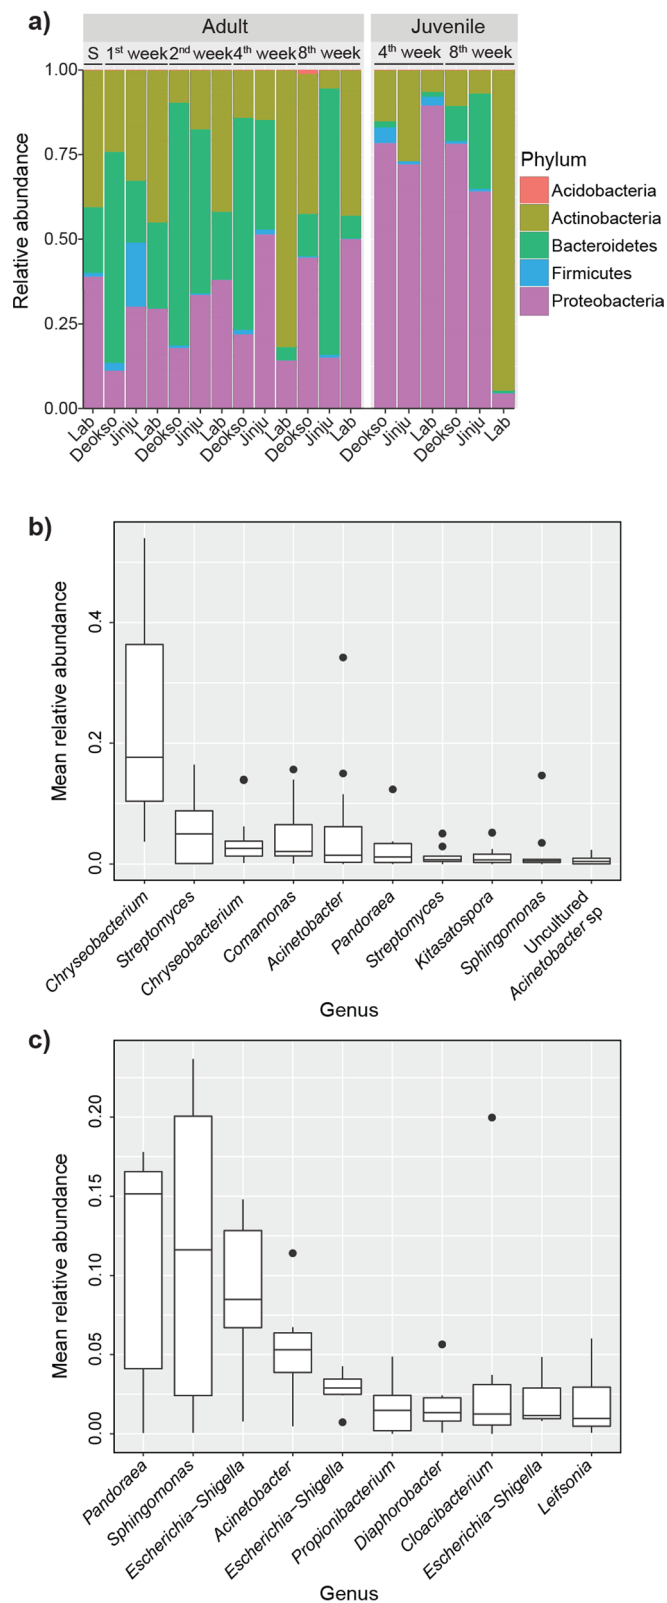 a)
Adult
Juvenile
S 1st week 2nd week 4th week 8th week
4th week 8th week
Relative abundance
1.00
0.75
0.50
0.25
0.00
Lab
Deokso
Jinju
Lab
Deokso
Jinju
Lab
Deokso
Jinju
Lab
Deokso
Jinju
Lab
Deokso
Jinju
Lab
Deokso
Jinju
Lab
Phylum
Acidobacteria
Actinobacteria
Bacteroidetes
Firmicutes
Proteobacteria
b)
Mean relative abundance
0.4
0.2
0.0
Chryseobacterium
Streptomyces
Chryseobacterium
Comamonas
Acinetobacter
Pandoraea
Streptomyces
Kitasatospora
Sphingomonas
Uncultured
Acinetobacter sp
Genus
c)
Mean relative abundance
0.20
0.15
0.10
0.05
0.00
Pandoraea
Sphingomonas
Escherichia−Shigella
Acinetobacter
Escherichia−Shigella
Propionibacterium
Diaphorobacter
Cloacibacterium
Escherichia−Shigella
Leifsonia
Genus